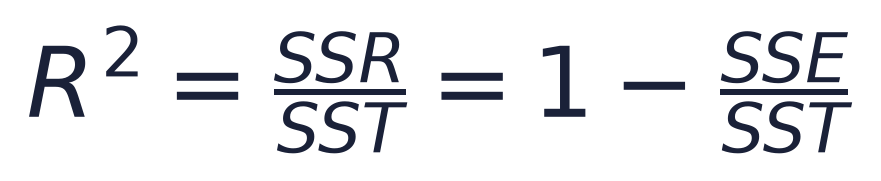 R² = SSR/SST = 1 − SSE/SST